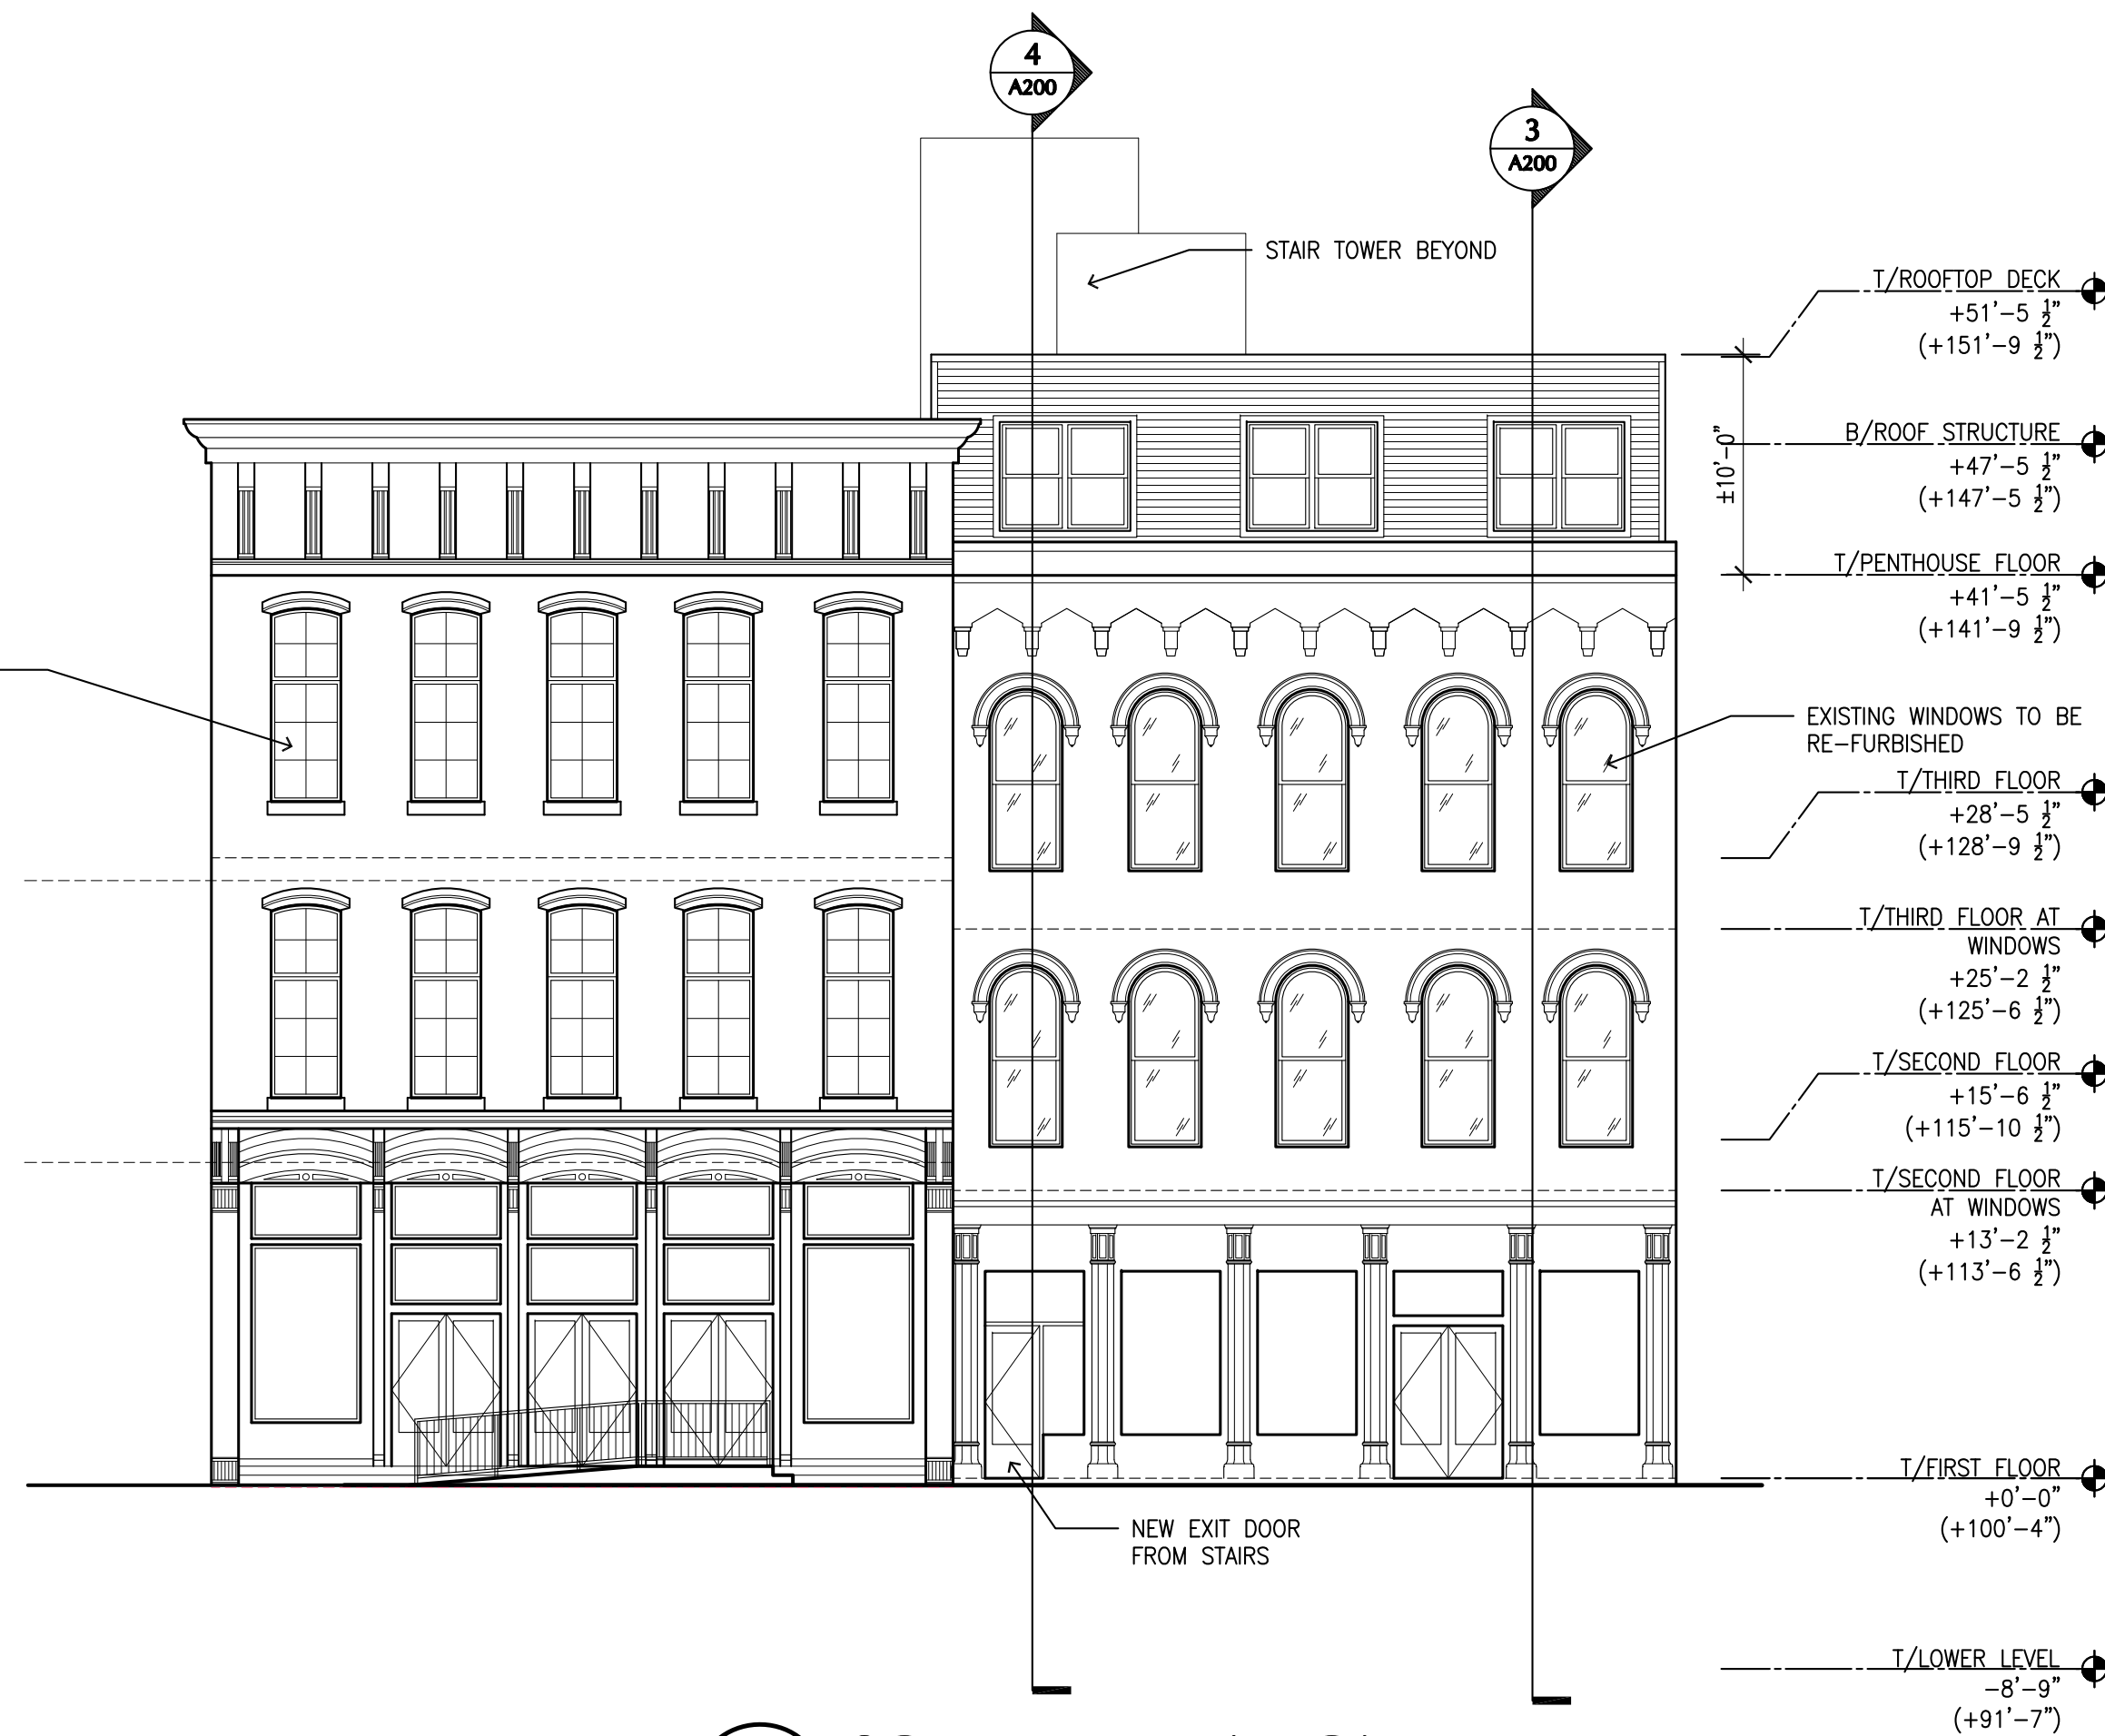 4
A200
3
A200
STAIR TOWER BEYOND
T/ROOFTOP DECK
+51'-5 ½"
(+151'-9 ½")
±10'-0"
B/ROOF STRUCTURE
+47'-5 ½"
(+147'-5 ½")
T/PENTHOUSE FLOOR
+41'-5 ½"
(+141'-9 ½")
EXISTING WINDOWS TO BE
RE-FURBISHED
T/THIRD FLOOR
+28'-5 ½"
(+128'-9 ½")
T/THIRD FLOOR AT
WINDOWS
+25'-2 ½"
(+125'-6 ½")
T/SECOND FLOOR
+15'-6 ½"
(+115'-10 ½")
T/SECOND FLOOR
AT WINDOWS
+13'-2 ½"
(+113'-6 ½")
T/FIRST FLOOR
+0'-0"
(+100'-4")
NEW EXIT DOOR
FROM STAIRS
T/LOWER LEVEL
-8'-9"
(+91'-7")